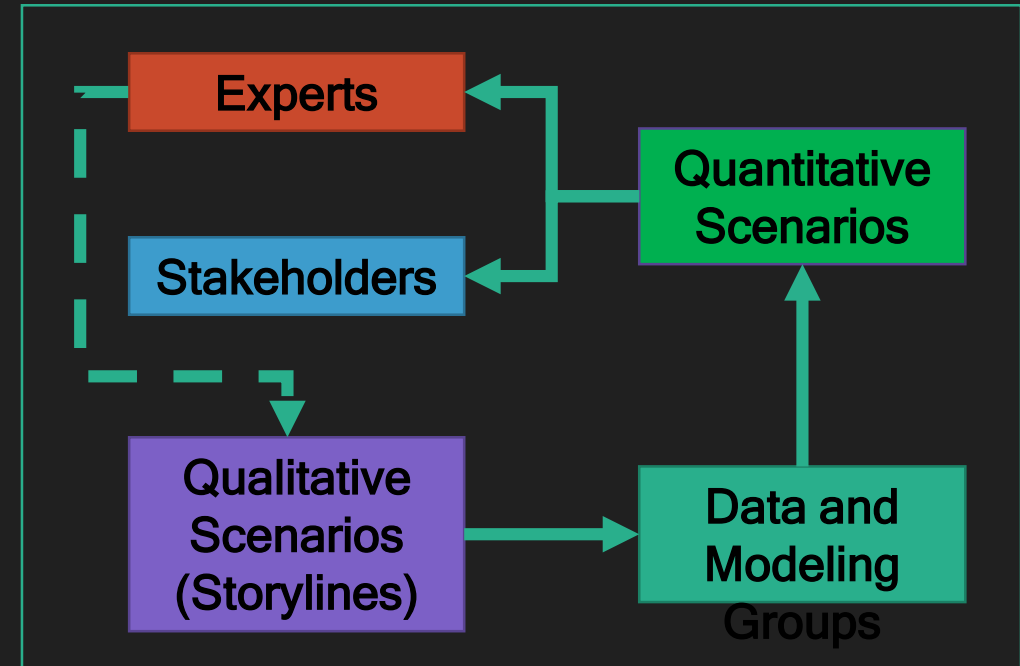 Experts
Quantitative
Scenarios
Stakeholders
Qualitative
Scenarios
(Storylines)
Data and
Modeling
Groups